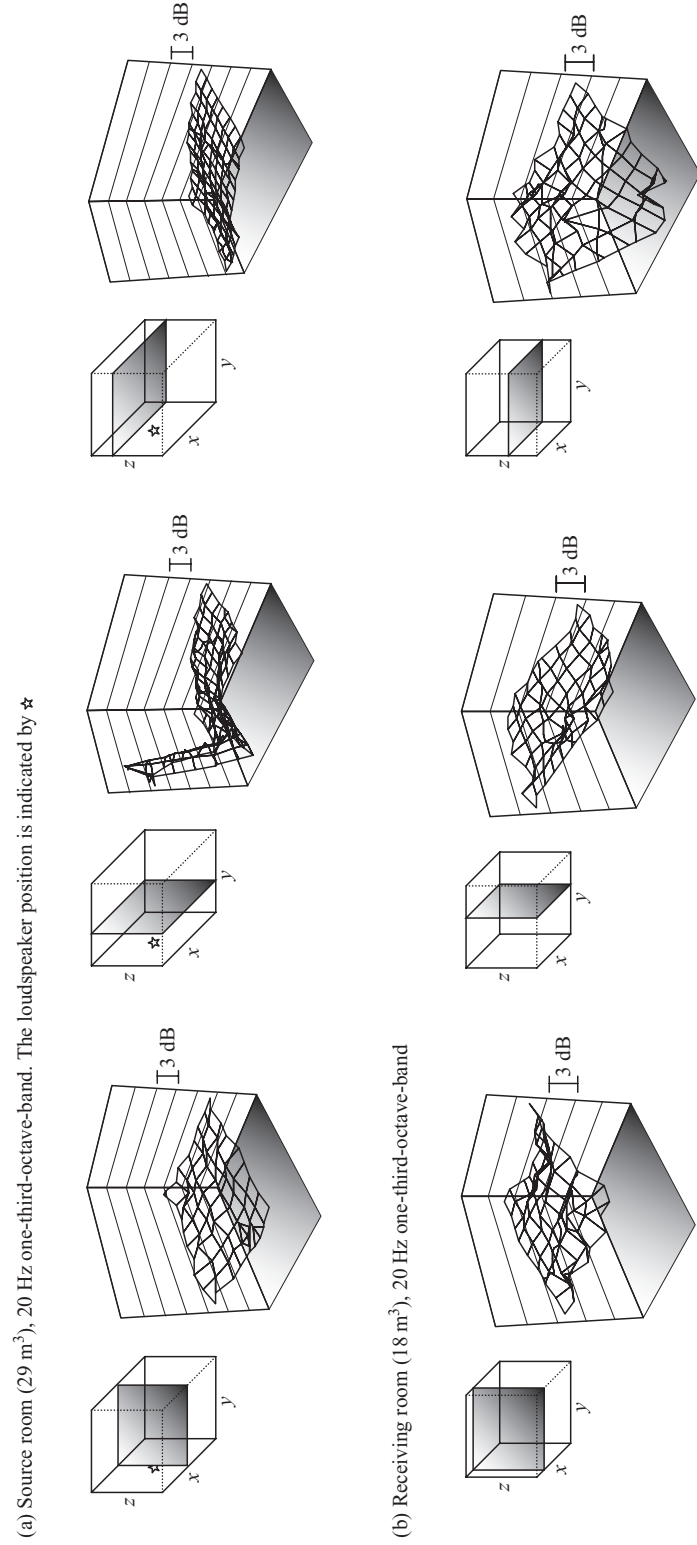 (a) Source room (29 m³), 20 Hz one-third-octave-band. The loudspeaker position is indicated by ☆
z
x
y
3 dB
z
x
y
3 dB
z
x
y
3 dB
(b) Receiving room (18 m³), 20 Hz one-third-octave-band
z
x
y
3 dB
z
x
y
3 dB
z
x
y
3 dB